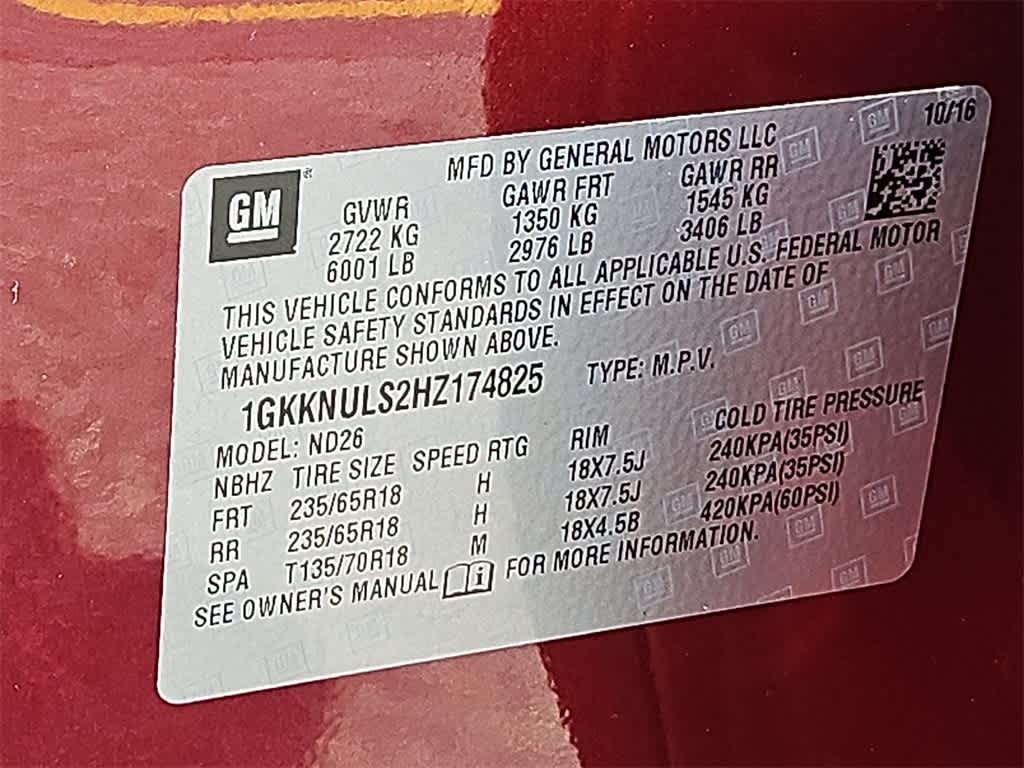 10/16
MFD BY GENERAL MOTORS LLC
GM ®
GVWR GAWR FRT GAWR RR
2722 KG 1350 KG 1545 KG
6001 LB 2976 LB 3406 LB
THIS VEHICLE CONFORMS TO ALL APPLICABLE U.S. FEDERAL MOTOR
VEHICLE SAFETY STANDARDS IN EFFECT ON THE DATE OF
MANUFACTURE SHOWN ABOVE.
1GKKNULS2HZ174825 TYPE: M.P.V.
MODEL: ND26
NBHZ TIRE SIZE SPEED RTG RIM COLD TIRE PRESSURE
FRT 235/65R18 H 18X7.5J 240KPA(35PSI)
RR 235/65R18 H 18X7.5J 240KPA(35PSI)
SPA T135/70R18 M 18X4.5B 420KPA(60PSI)
SEE OWNER'S MANUAL i FOR MORE INFORMATION.